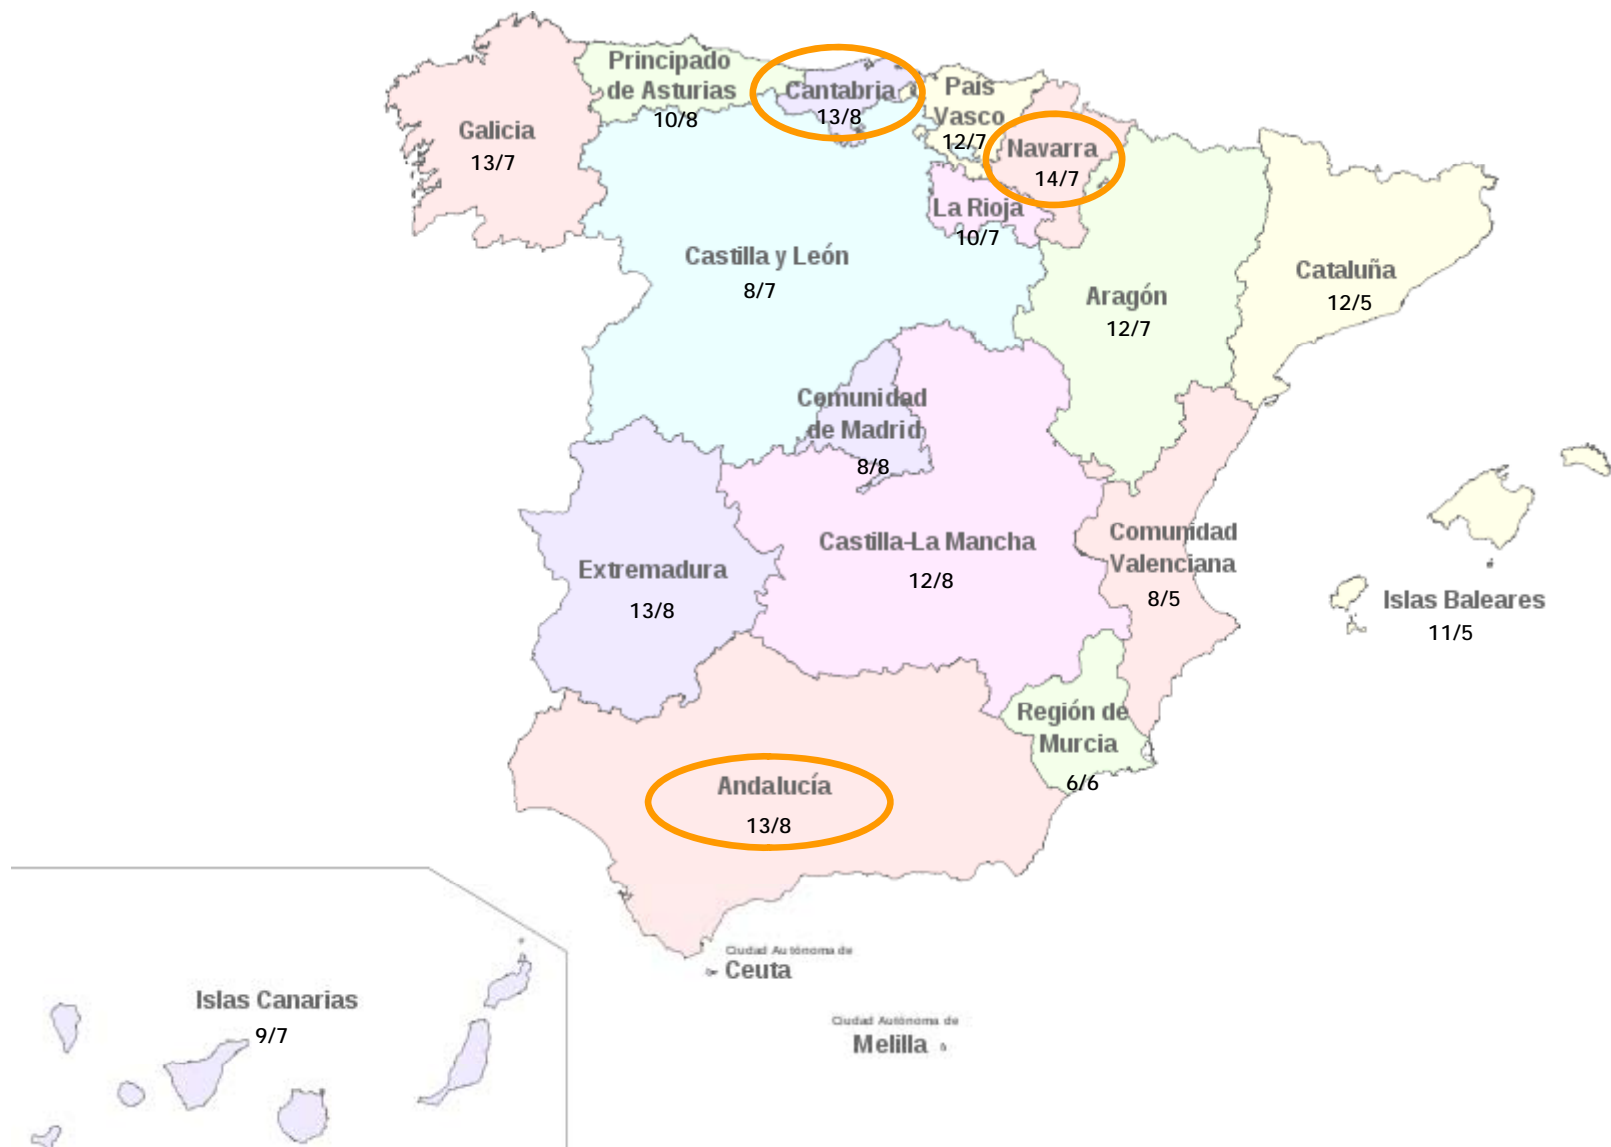 Principado
de Asturias
10/8
Cantabria
13/8
País
Vasco
12/7
Galicia
13/7
Navarra
14/7
La Rioja
10/7
Castilla y León
8/7
Aragón
12/7
Cataluña
12/5
Comunidad
de Madrid
8/8
Castilla-La Mancha
12/8
Extremadura
13/8
Comunidad
Valenciana
8/5
Islas Baleares
11/5
Región de
Murcia
6/6
Andalucía
13/8
Ciudad Autónoma de
Ceuta
Ciudad Autónoma de
Melilla
Islas Canarias
9/7